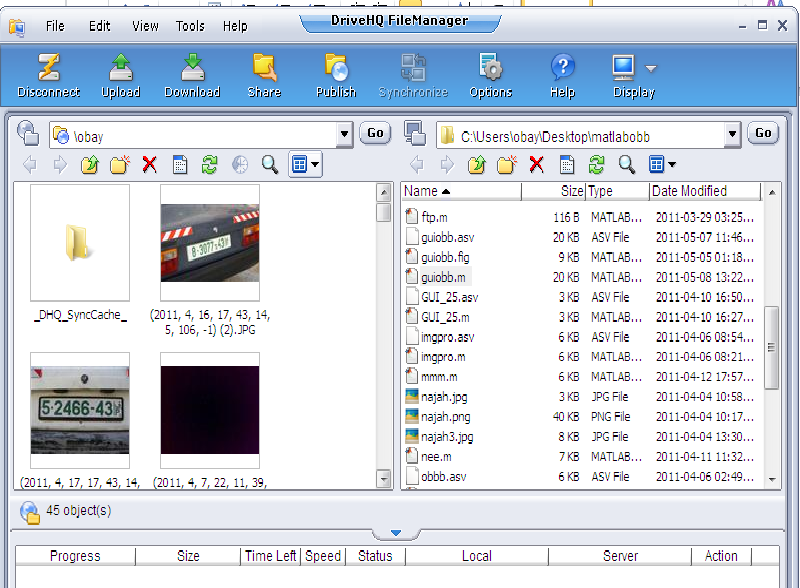 DriveHQ FileManager
File Edit View Tools Help
Disconnect Upload Download Share Publish Synchronize Options Help Display
\obay Go
C:\Users\obay\Desktop\matlabobb Go
_DHQ_SyncCache_
(2011, 4, 16, 17, 43, 14,
5, 106, -1) (2).JPG
(2011, 4, 17, 17, 43, 14,
(2011, 4, 7, 22, 11, 39,
5-2466-43
Name Size Type Date Modified
ftp.m 116 B MATLAB... 2011-03-29 03:25...
guiobb.asv 20 KB ASV File 2011-05-07 11:46...
guiobb.fig 9 KB MATLAB... 2011-05-05 01:18...
guiobb.m 20 KB MATLAB... 2011-05-08 13:22...
GUI_25.asv 3 KB ASV File 2011-04-10 16:50...
GUI_25.m 3 KB MATLAB... 2011-04-10 16:27...
imgpro.asv 6 KB ASV File 2011-04-06 08:54...
imgpro.m 6 KB MATLAB... 2011-04-06 08:21...
mmm.m 6 KB MATLAB... 2011-04-12 17:57...
najah.jpg 3 KB JPG File 2011-04-04 10:58...
najah.png 40 KB PNG File 2011-04-04 10:17...
najah3.jpg 8 KB JPG File 2011-04-04 13:30...
nee.m 7 KB MATLAB... 2011-04-11 11:32...
obbb.asv 6 KB ASV File 2011-04-06 02:49...
45 object(s)
Progress Size Time Left Speed Status Local Server Action